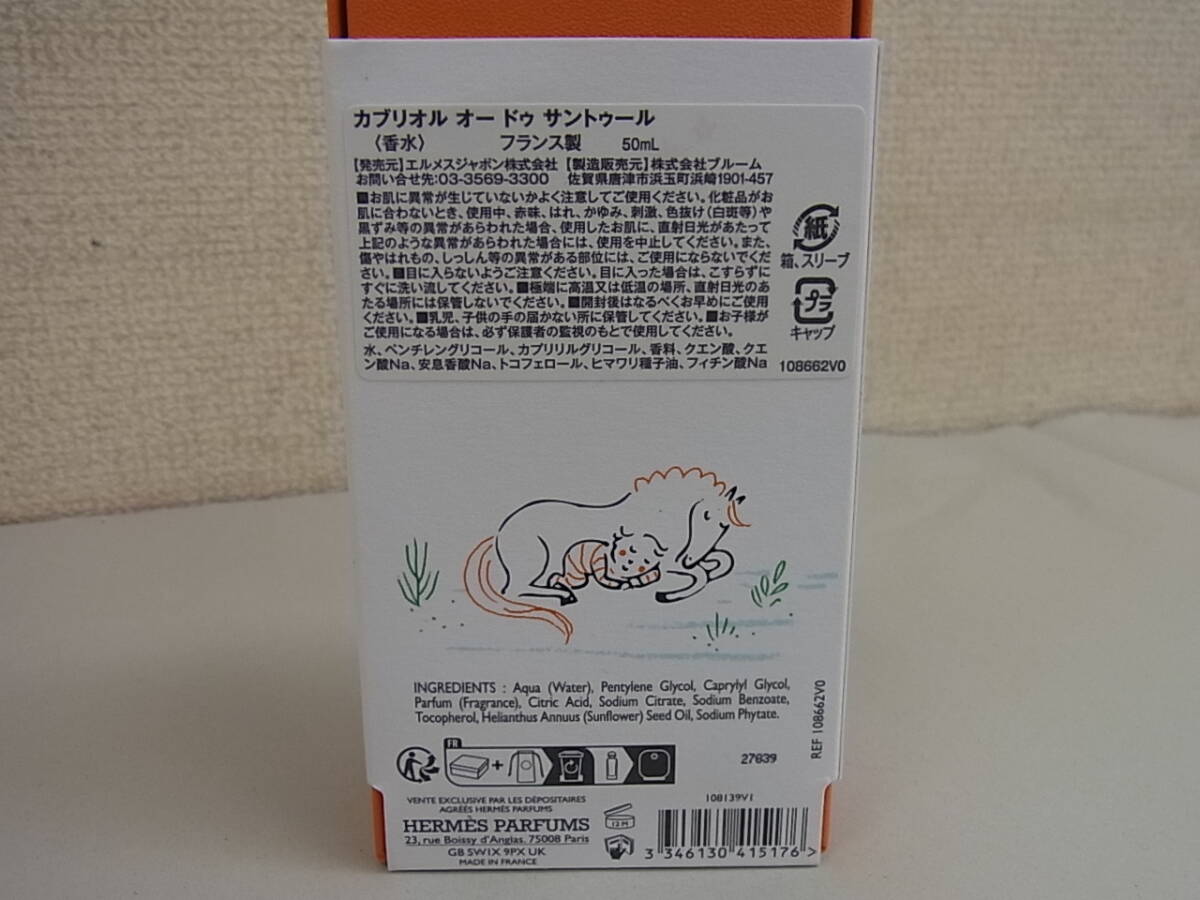 カブリオル オー ドゥ サントゥール
〈香水〉 フランス製 50mL
【発売元】エルメスジャポン株式会社 【製造販売元】株式会社ブルーム
お問い合せ先:03-3569-3300 佐賀県唐津市浜玉町浜崎1901-457
■お肌に異常が生じていないかよく注意してご使用ください。化粧品がお
肌に合わないとき、使用中、赤味、はれ、かゆみ、刺激、色抜け(白斑等)や
黒ずみ等の異常があらわれた場合、使用したお肌に、直射日光があたって
上記のような異常があらわれた場合には、使用を中止してください。また、
傷やはれもの、しっしん等の異常がある部位には、ご使用にならないでくだ
さい。■目に入らないようご注意ください。目に入った場合は、こすらずに
すぐに洗い流してください。■極端に高温又は低温の場所、直射日光のあ
たる場所には保管しないでください。■開封後はなるべくお早めにご使用
ください。■乳児、子供の手の届かない所に保管してください。■お子様が
ご使用になる場合は、必ず保護者の監視のもとで使用してください。
水、ペンチレングリコール、カプリリルグリコール、香料、クエン酸、クエ
ン酸Na、安息香酸Na、トコフェロール、ヒマワリ種子油、フィチン酸Na
紙
箱、スリーブ
プラ
キャップ
108662V0
INGREDIENTS : Aqua (Water), Pentylene Glycol, Caprylyl Glycol,
Parfum (Fragrance), Citric Acid, Sodium Citrate, Sodium Benzoate,
Tocopherol, Helianthus Annuus (Sunflower) Seed Oil, Sodium Phytate.
REF 108662V0
FR
+
27839
VENTE EXCLUSIVE PAR LES DÉPOSITAIRES
AGRÉÉS HERMÈS PARFUMS
HERMÈS PARFUMS
23, rue Boissy d'Anglas. 75008 Paris
GB SW1X 9PX UK
MADE IN FRANCE
12 M
108139V1
3 346130 415176 >